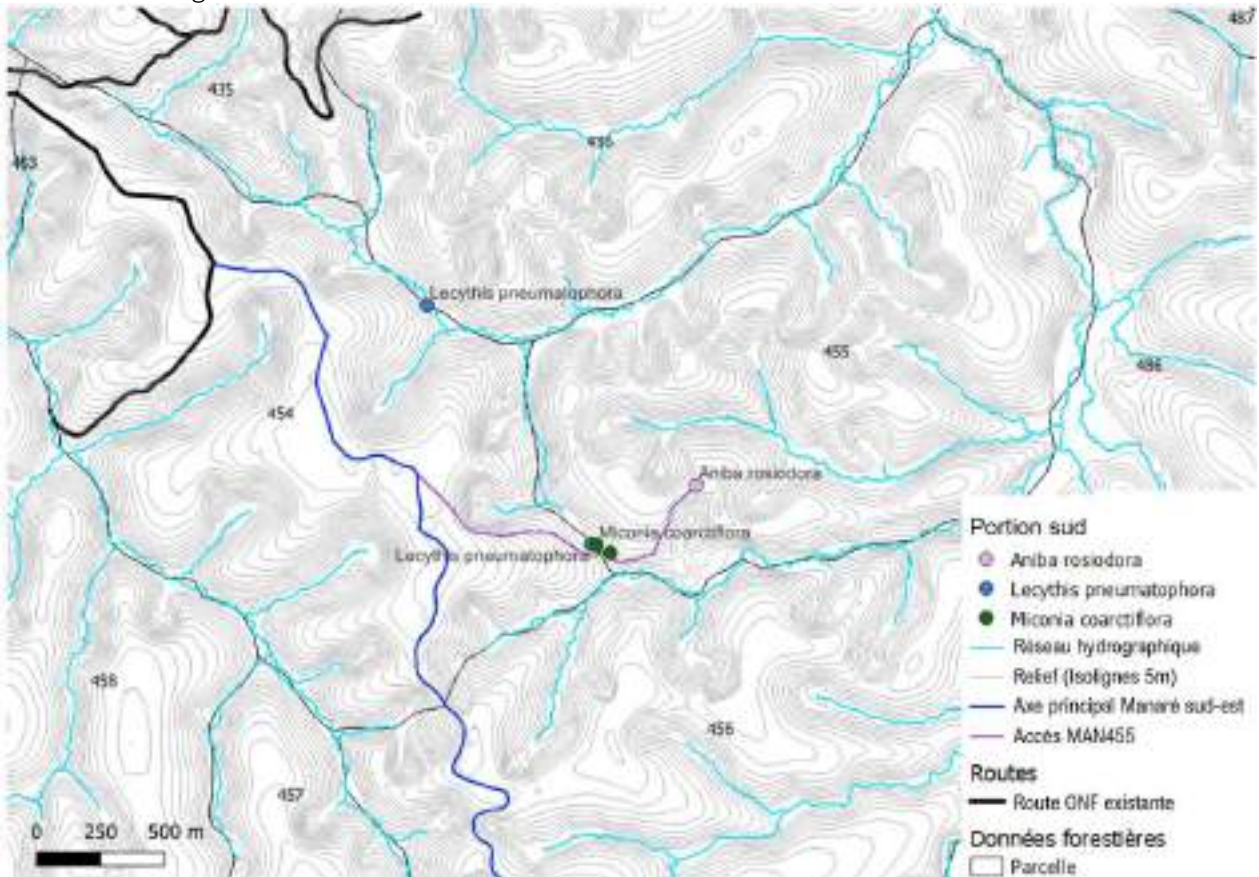 487
435
463
Lecythis pneumatophora
455
486
454
Aniba rosiodora
Miconia coarctiflora
Lecythis pneumatophora
458
456
457
0 250 500 m
Portion sud
Aniba rosiodora
Lecythis pneumatophora
Miconia coarctiflora
Réseau hydrographique
Relief (Isolignes 5m)
Axe principal Manaré sud-est
Accès MAN455
Routes
Route ONF existante
Données forestières
Parcelle